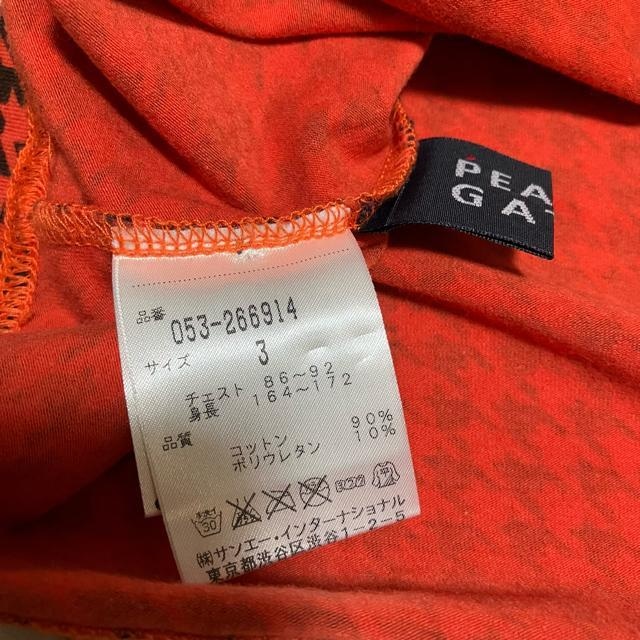 PEA
GAT
品番
053-266914
サイズ 3
チェスト 86〜92
身長 164〜172
品質 コットン 90%
ポリウレタン 10%
30
㈱サンエー・インターナショナル
東京都渋谷区渋谷1-2-5